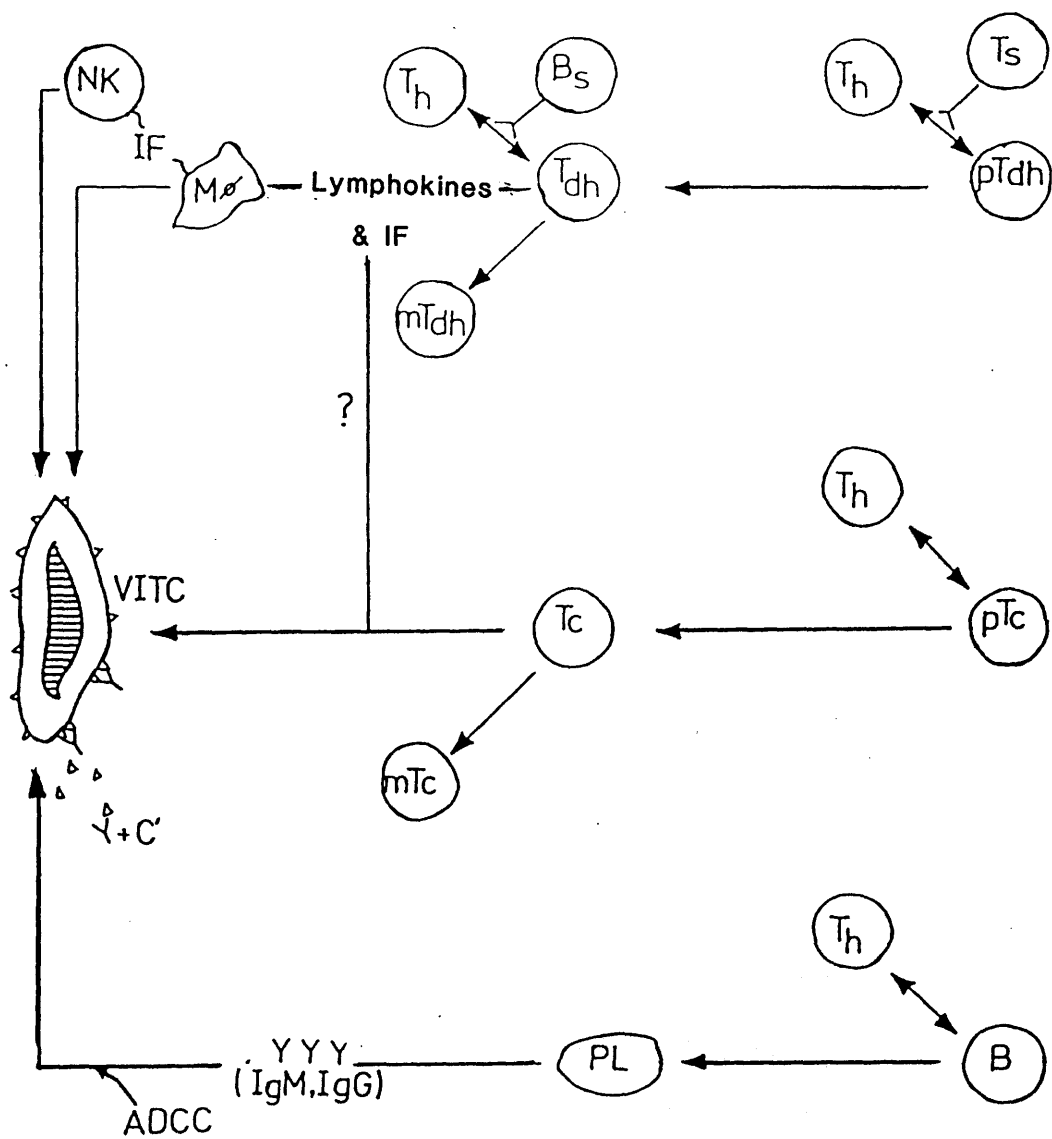 NK
Th
Bs
Th
Ts
IF
Mø
Lymphokines
& IF
Tdh
pTdh
mTdh
?
Th
VITC
Tc
pTc
mTc
Y+C'
Th
Y Y Y
(IgM,IgG)
PL
B
ADCC